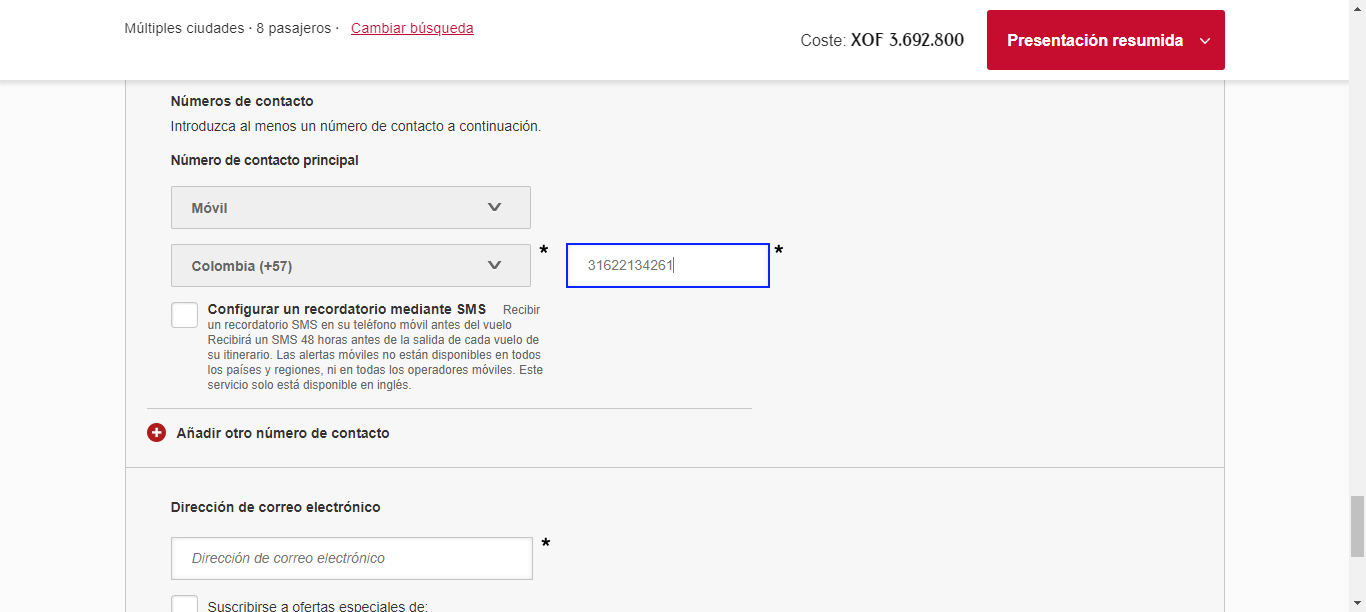 Múltiples ciudades · 8 pasajeros · Cambiar búsqueda
Coste: XOF 3.692.800
Presentación resumida
Números de contacto
Introduzca al menos un número de contacto a continuación.
Número de contacto principal
Móvil
Colombia (+57) * 31622134261 *
Configurar un recordatorio mediante SMS Recibir
un recordatorio SMS en su teléfono móvil antes del vuelo
Recibirá un SMS 48 horas antes de la salida de cada vuelo de
su itinerario. Las alertas móviles no están disponibles en todos
los países y regiones, ni en todas los operadores móviles. Este
servicio solo está disponible en inglés.
Añadir otro número de contacto
Dirección de correo electrónico
Dirección de correo electrónico *
Suscribirse a ofertas especiales de: